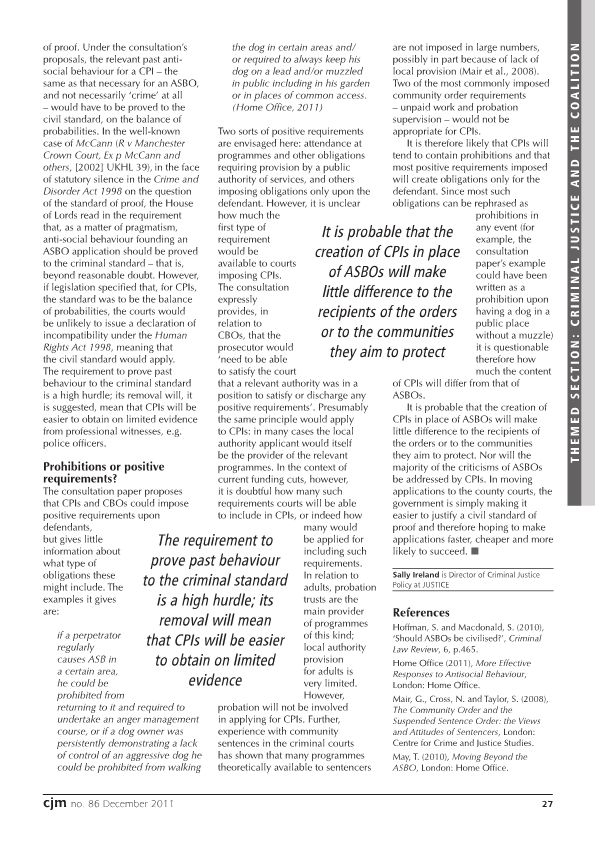 of proof. Under the consultation's
proposals, the relevant past anti-
social behaviour for a CPI – the
same as that necessary for an ASBO,
and not necessarily 'crime' at all
– would have to be proved to the
civil standard, on the balance of
probabilities. In the well-known
case of McCann (R v Manchester
Crown Court, Ex p McCann and
others, [2002] UKHL 39), in the face
of statutory silence in the Crime and
Disorder Act 1998 on the question
of the standard of proof, the House
of Lords read in the requirement
that, as a matter of pragmatism,
anti-social behaviour founding an
ASBO application should be proved
to the criminal standard – that is,
beyond reasonable doubt. However,
if legislation specified that, for CPIs,
the standard was to be the balance
of probabilities, the courts would
be unlikely to issue a declaration of
incompatibility under the Human
Rights Act 1998, meaning that
the civil standard would apply.
The requirement to prove past
behaviour to the criminal standard
is a high hurdle; its removal will, it
is suggested, mean that CPIs will be
easier to obtain on limited evidence
from professional witnesses, e.g.
police officers.
Prohibitions or positive
requirements?
The consultation paper proposes
that CPIs and CBOs could impose
positive requirements upon
defendants,
but gives little
information about
what type of
obligations these
might include. The
examples it gives
are:
if a perpetrator
regularly
causes ASB in
a certain area,
he could be
prohibited from
returning to it and required to
undertake an anger management
course, or if a dog owner was
persistently demonstrating a lack
of control of an aggressive dog he
could be prohibited from walking
The requirement to
prove past behaviour
to the criminal standard
is a high hurdle; its
removal will mean
that CPIs will be easier
to obtain on limited
evidence
the dog in certain areas and/
or required to always keep his
dog on a lead and/or muzzled
in public including in his garden
or in places of common access.
(Home Office, 2011)
Two sorts of positive requirements
are envisaged here: attendance at
programmes and other obligations
requiring provision by a public
authority of services, and others
imposing obligations only upon the
defendant. However, it is unclear
how much the
first type of
requirement
would be
available to courts
imposing CPIs.
The consultation
expressly
provides, in
relation to
CBOs, that the
prosecutor would
'need to be able
to satisfy the court
that a relevant authority was in a
position to satisfy or discharge any
positive requirements'. Presumably
the same principle would apply
to CPIs: in many cases the local
authority applicant would itself
be the provider of the relevant
programmes. In the context of
current funding cuts, however,
it is doubtful how many such
requirements courts will be able
to include in CPIs, or indeed how
many would
be applied for
including such
requirements.
In relation to
adults, probation
trusts are the
main provider
of programmes
of this kind;
local authority
provision
for adults is
very limited.
However,
probation will not be involved
in applying for CPIs. Further,
experience with community
sentences in the criminal courts
has shown that many programmes
theoretically available to sentencers
It is probable that the
creation of CPIs in place
of ASBOs will make
little difference to the
recipients of the orders
or to the communities
they aim to protect
are not imposed in large numbers,
possibly in part because of lack of
local provision (Mair et al., 2008).
Two of the most commonly imposed
community order requirements
– unpaid work and probation
supervision – would not be
appropriate for CPIs.
It is therefore likely that CPIs will
tend to contain prohibitions and that
most positive requirements imposed
will create obligations only for the
defendant. Since most such
obligations can be rephrased as
prohibitions in
any event (for
example, the
consultation
paper's example
could have been
written as a
prohibition upon
having a dog in a
public place
without a muzzle)
it is questionable
therefore how
much the content
of CPIs will differ from that of
ASBOs.
It is probable that the creation of
CPIs in place of ASBOs will make
little difference to the recipients of
the orders or to the communities
they aim to protect. Nor will the
majority of the criticisms of ASBOs
be addressed by CPIs. In moving
applications to the county courts, the
government is simply making it
easier to justify a civil standard of
proof and therefore hoping to make
applications faster, cheaper and more
likely to succeed. ■
Sally Ireland is Director of Criminal Justice
Policy at JUSTICE
References
Hoffman, S. and Macdonald, S. (2010),
'Should ASBOs be civilised?', Criminal
Law Review, 6, p.465.
Home Office (2011), More Effective
Responses to Antisocial Behaviour,
London: Home Office.
Mair, G., Cross, N. and Taylor, S. (2008),
The Community Order and the
Suspended Sentence Order: the Views
and Attitudes of Sentencers, London:
Centre for Crime and Justice Studies.
May, T. (2010), Moving Beyond the
ASBO, London: Home Office.
THEMED SECTION: CRIMINAL JUSTICE AND THE COALITION
cjm no. 86 December 2011
27